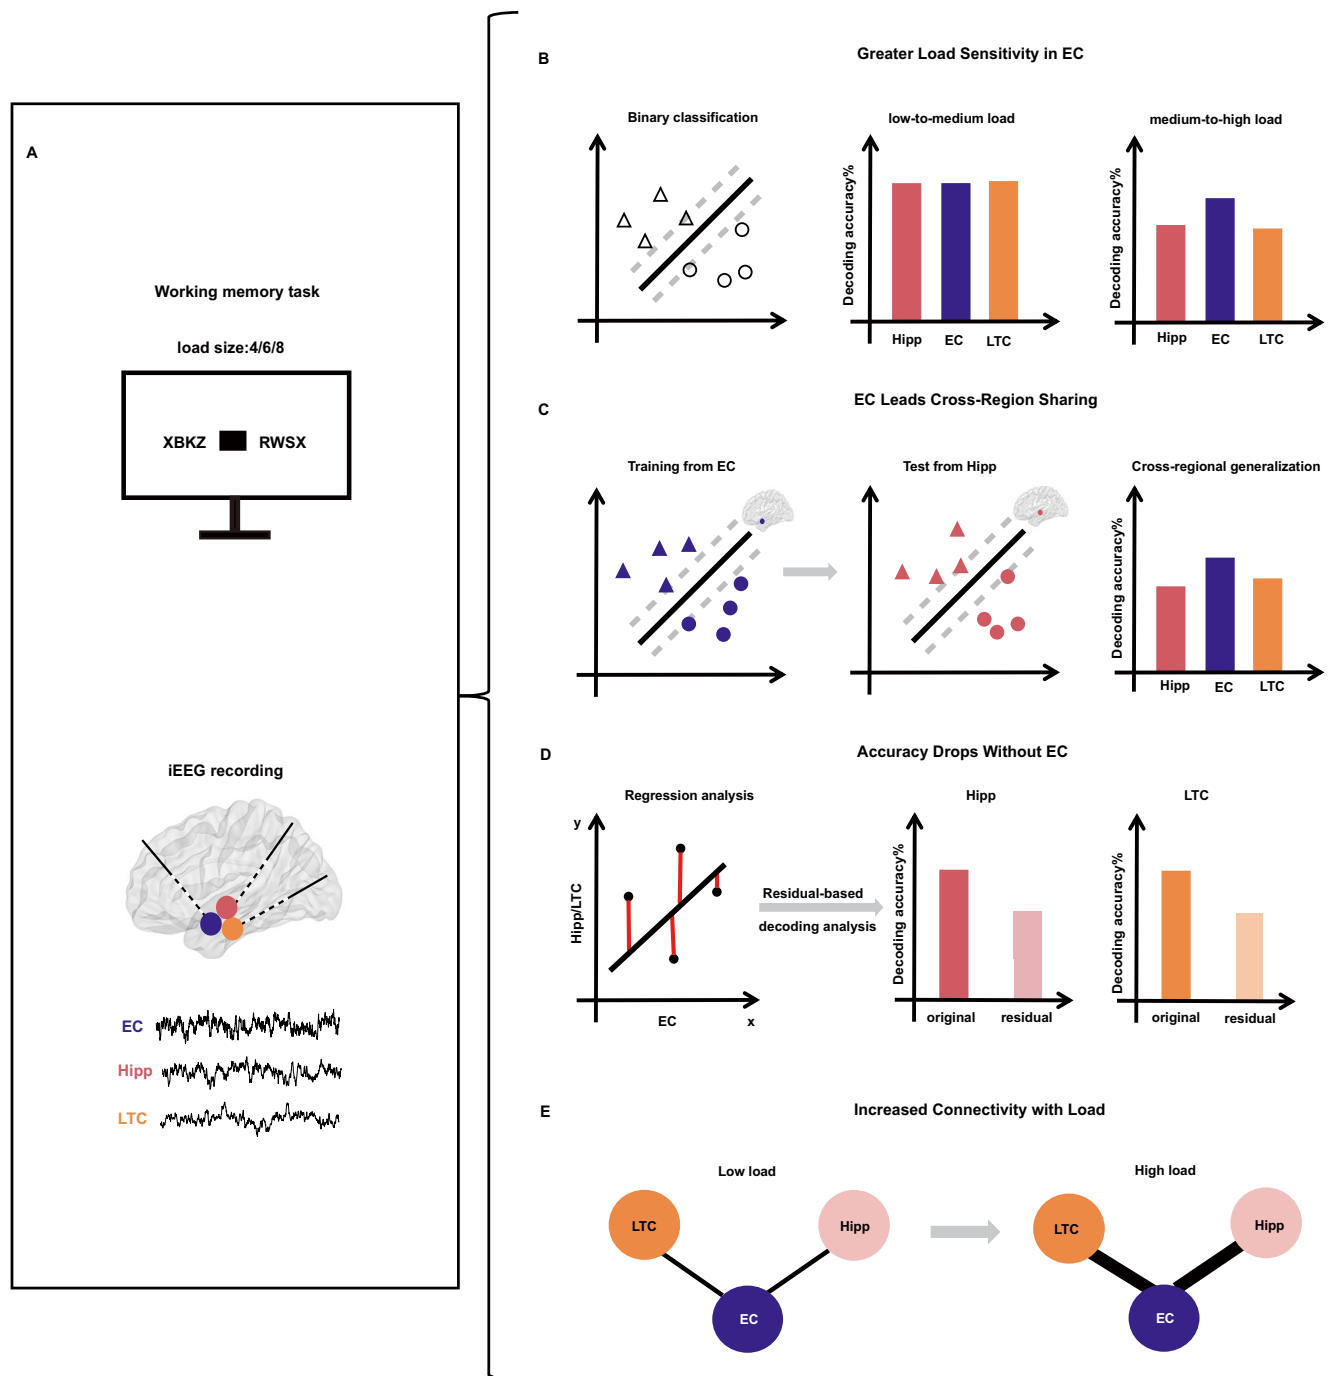 A
Working memory task
load size:4/6/8
XBKZ RWSX
iEEG recording
EC
Hipp
LTC
B
Greater Load Sensitivity in EC
Binary classification
low-to-medium load
Decoding accuracy%
Hipp EC LTC
medium-to-high load
Decoding accuracy%
Hipp EC LTC
C
EC Leads Cross-Region Sharing
Training from EC
Test from Hipp
Cross-regional generalization
Decoding accuracy%
Hipp EC LTC
D
Accuracy Drops Without EC
Regression analysis
y
Hipp/LTC
EC x
Residual-based
decoding analysis
Hipp
Decoding accuracy%
original residual
LTC
Decoding accuracy%
original residual
E
Increased Connectivity with Load
Low load
LTC Hipp
EC
High load
LTC Hipp
EC